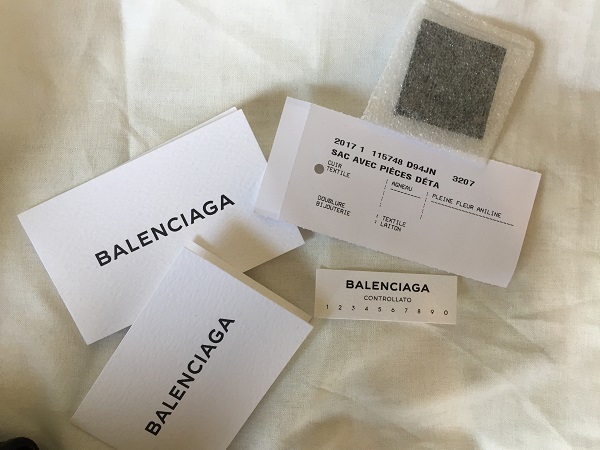 BALENCIAGA
BALENCIAGA
2017 1 115748 D94JN 3207
SAC AVEC PIÈCES DÉTA
CUIR AGNEAU PLEINE FLEUR ANILINE
TEXTILE
DOUBLURE TEXTILE
BIJOUTERIE LAITON
BALENCIAGA
CONTROLLATO
1 2 3 4 5 6 7 8 9 0